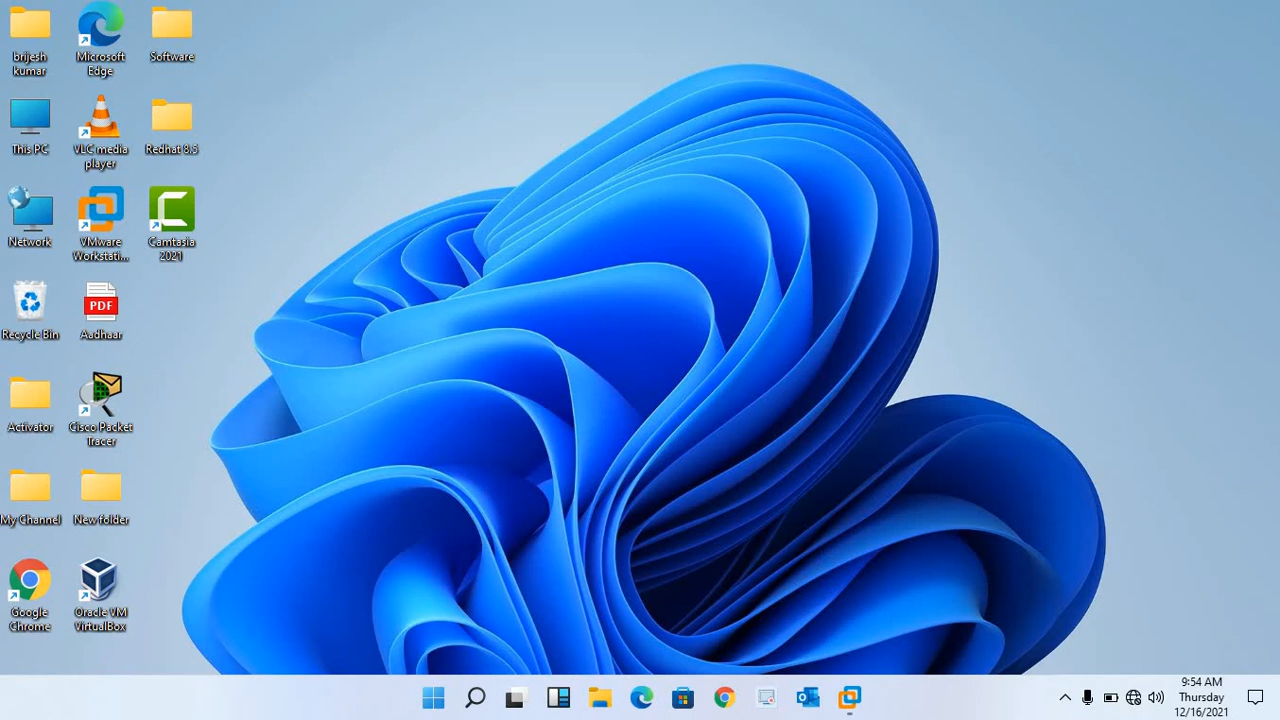 brijesh
kumar
Microsoft
Edge
Software
This PC
VLC media
player
Redhat 8.5
Network
VMware
Workstati...
Camtasia
2021
Recycle Bin
PDF
Aadhaar
Activator
Cisco Packet
Tracer
My Channel
New folder
Google
Chrome
Oracle VM
VirtualBox
9:54 AM
Thursday
12/16/2021